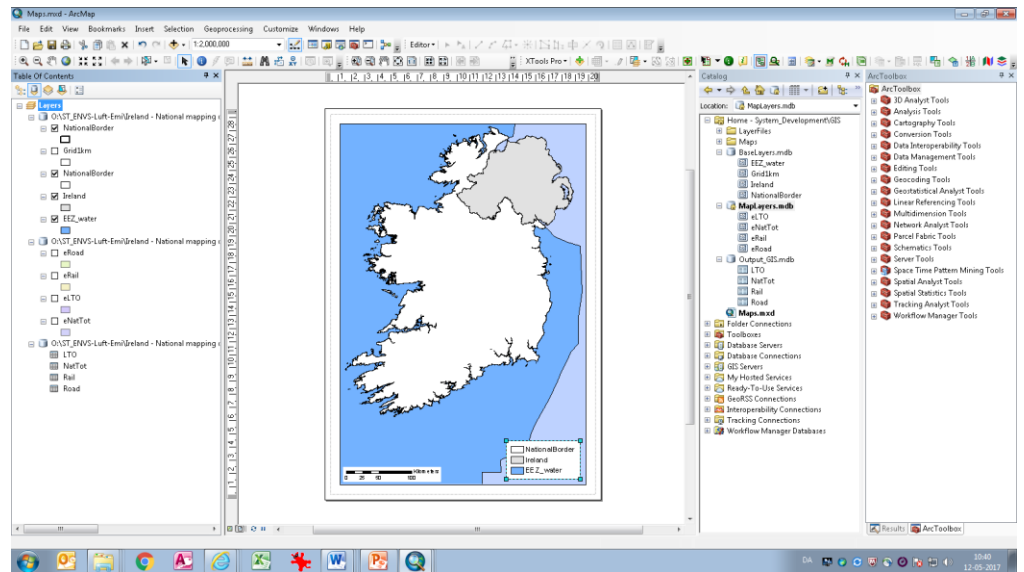 Maps.mxd - ArcMap
File Edit View Bookmarks Insert Selection Geoprocessing Customize Windows Help
1:2,000,000
Editor
XTools Pro
Table Of Contents
Layers
O:\ST_ENVS-Luft-Emi\Ireland - National mapping
NationalBorder
Grid1km
NationalBorder
Ireland
EEZ_water
O:\ST_ENVS-Luft-Emi\Ireland - National mapping
eRoad
eRail
eLTO
eNatTot
O:\ST_ENVS-Luft-Emi\Ireland - National mapping
LTO
NatTot
Rail
Road
NationalBorder
Ireland
EEZ_water
0 25 50 100
Catalog
Location: MapLayers.mdb
Home - System_Development\GIS
LayerFiles
Maps
BaseLayers.mdb
EEZ_water
Grid1km
Ireland
NationalBorder
MapLayers.mdb
eLTO
eNatTot
eRail
eRoad
Output_GIS.mdb
LTO
NatTot
Rail
Road
Maps.mxd
Folder Connections
Toolboxes
Database Servers
Database Connections
GIS Servers
My Hosted Services
Ready-To-Use Services
GeoRSS Connections
Interoperability Connections
Tracking Connections
Workflow Manager Databases
ArcToolbox
ArcToolbox
3D Analyst Tools
Analysis Tools
Cartography Tools
Conversion Tools
Data Interoperability Tools
Data Management Tools
Editing Tools
Geocoding Tools
Geostatistical Analyst Tools
Linear Referencing Tools
Multidimension Tools
Network Analyst Tools
Parcel Fabric Tools
Schematics Tools
Server Tools
Space Time Pattern Mining Tools
Spatial Analyst Tools
Spatial Statistics Tools
Tracking Analyst Tools
Workflow Manager Tools
Results ArcToolbox
DA
10:40
12-05-2017